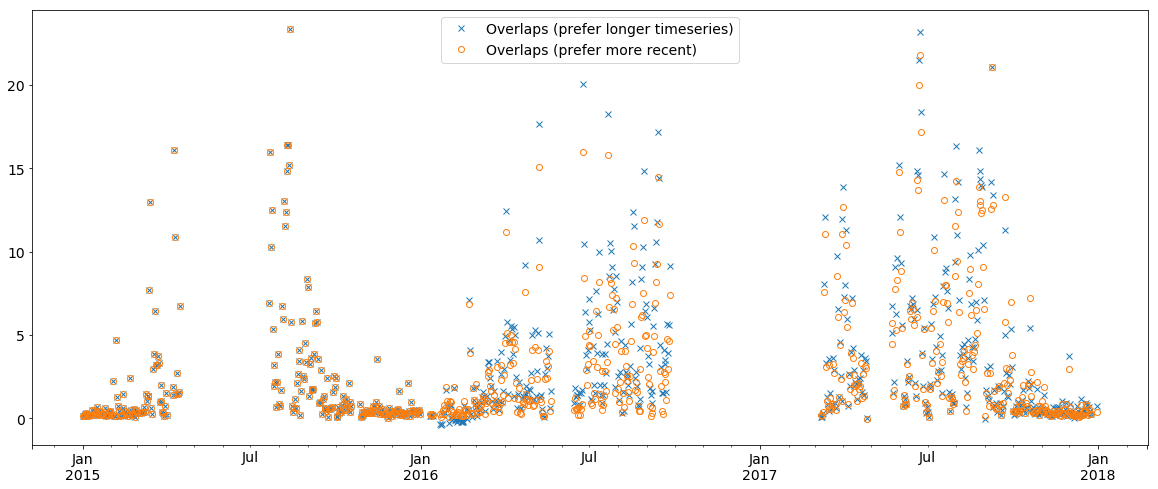 Overlaps (prefer longer timeseries)
Overlaps (prefer more recent)
20
15
10
5
0
Jan Jul Jan Jul Jan Jul Jan
2015 2016 2017 2018